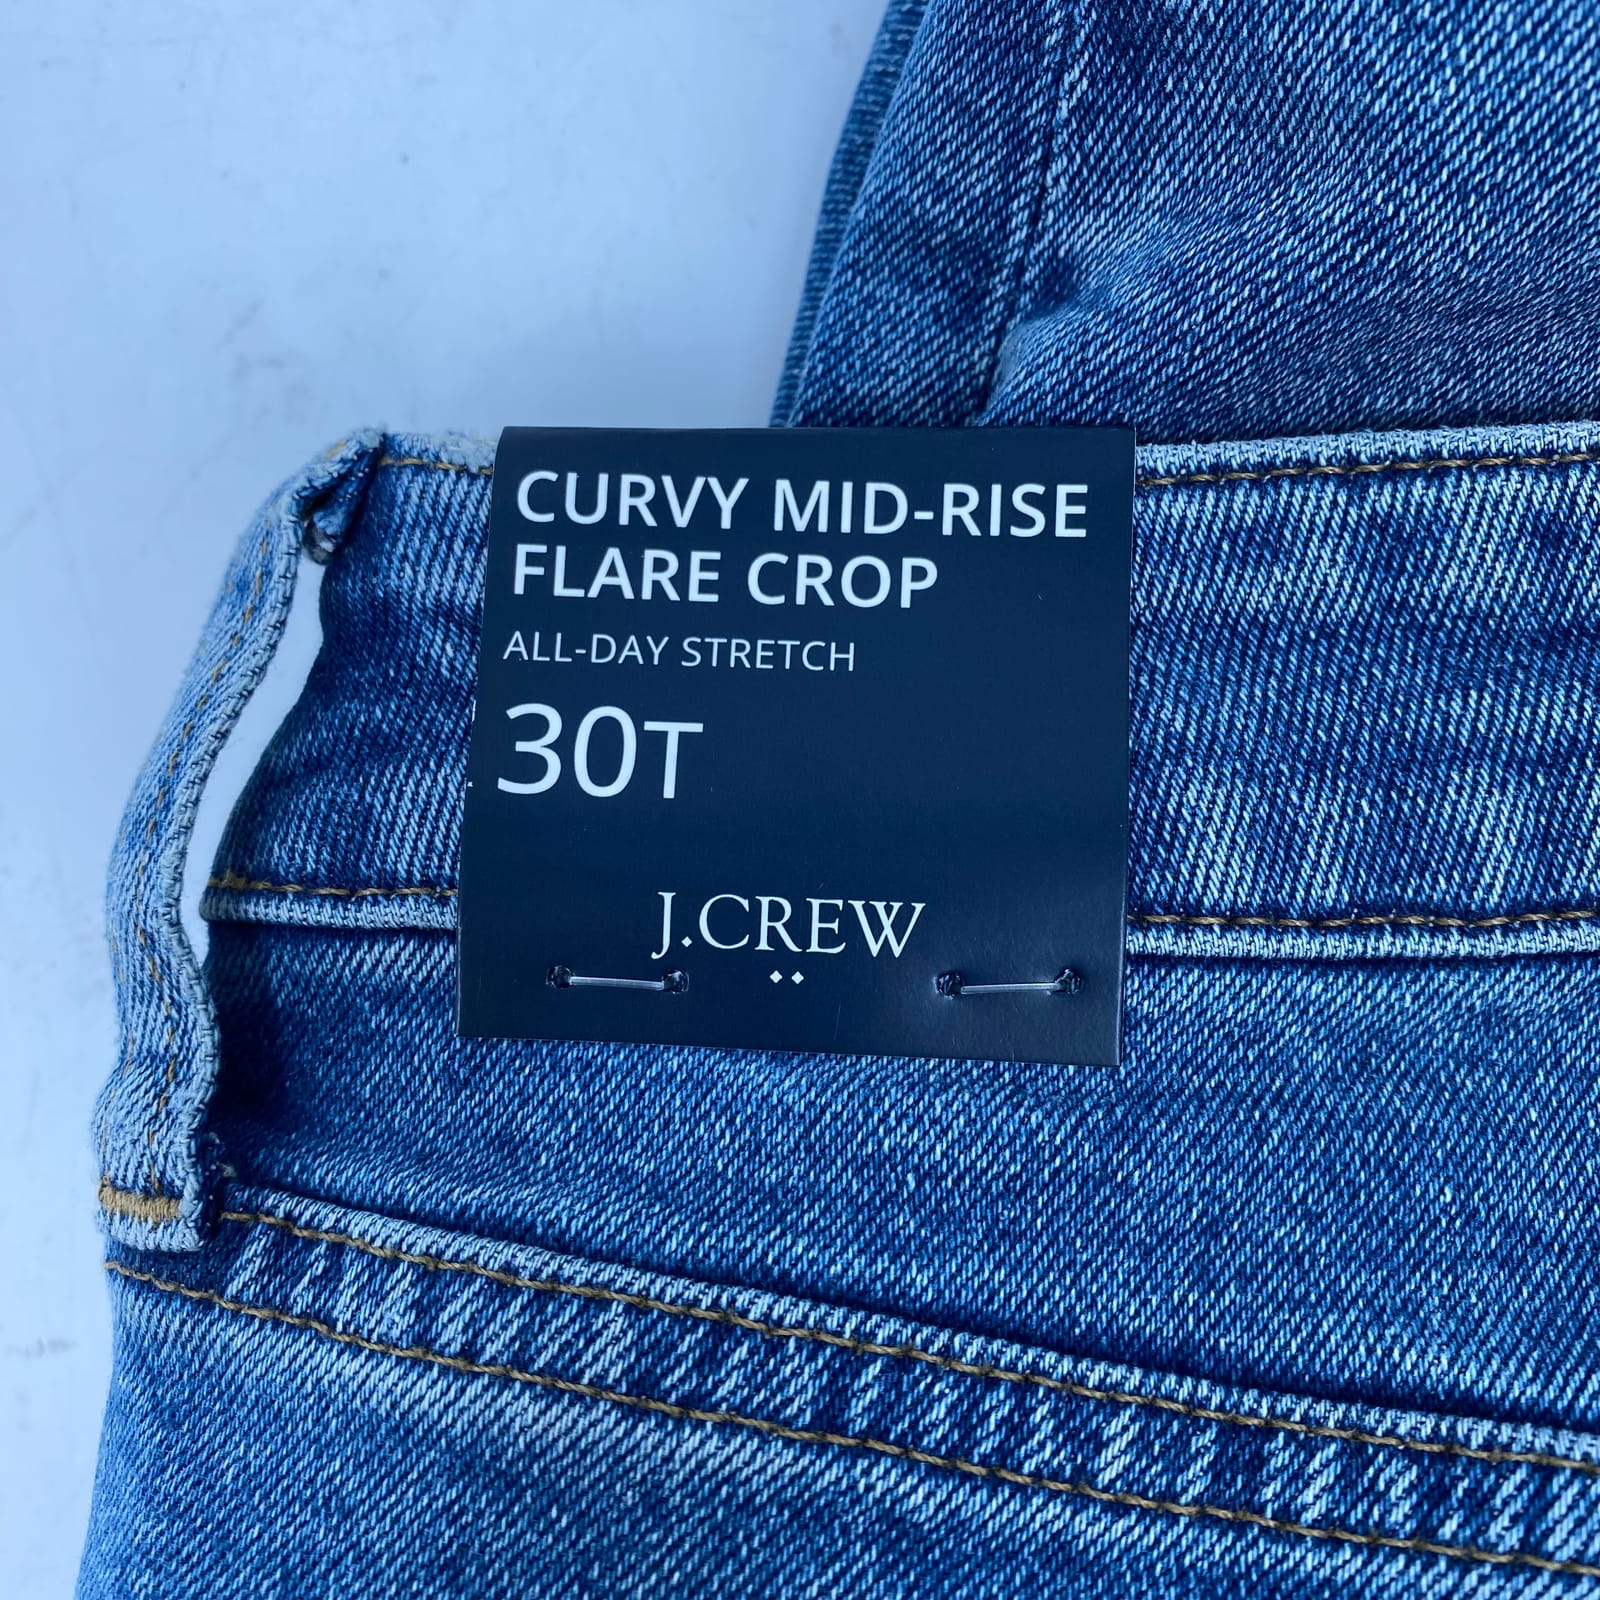 CURVY MID-RISE
FLARE CROP
ALL-DAY STRETCH
30T
J.CREW